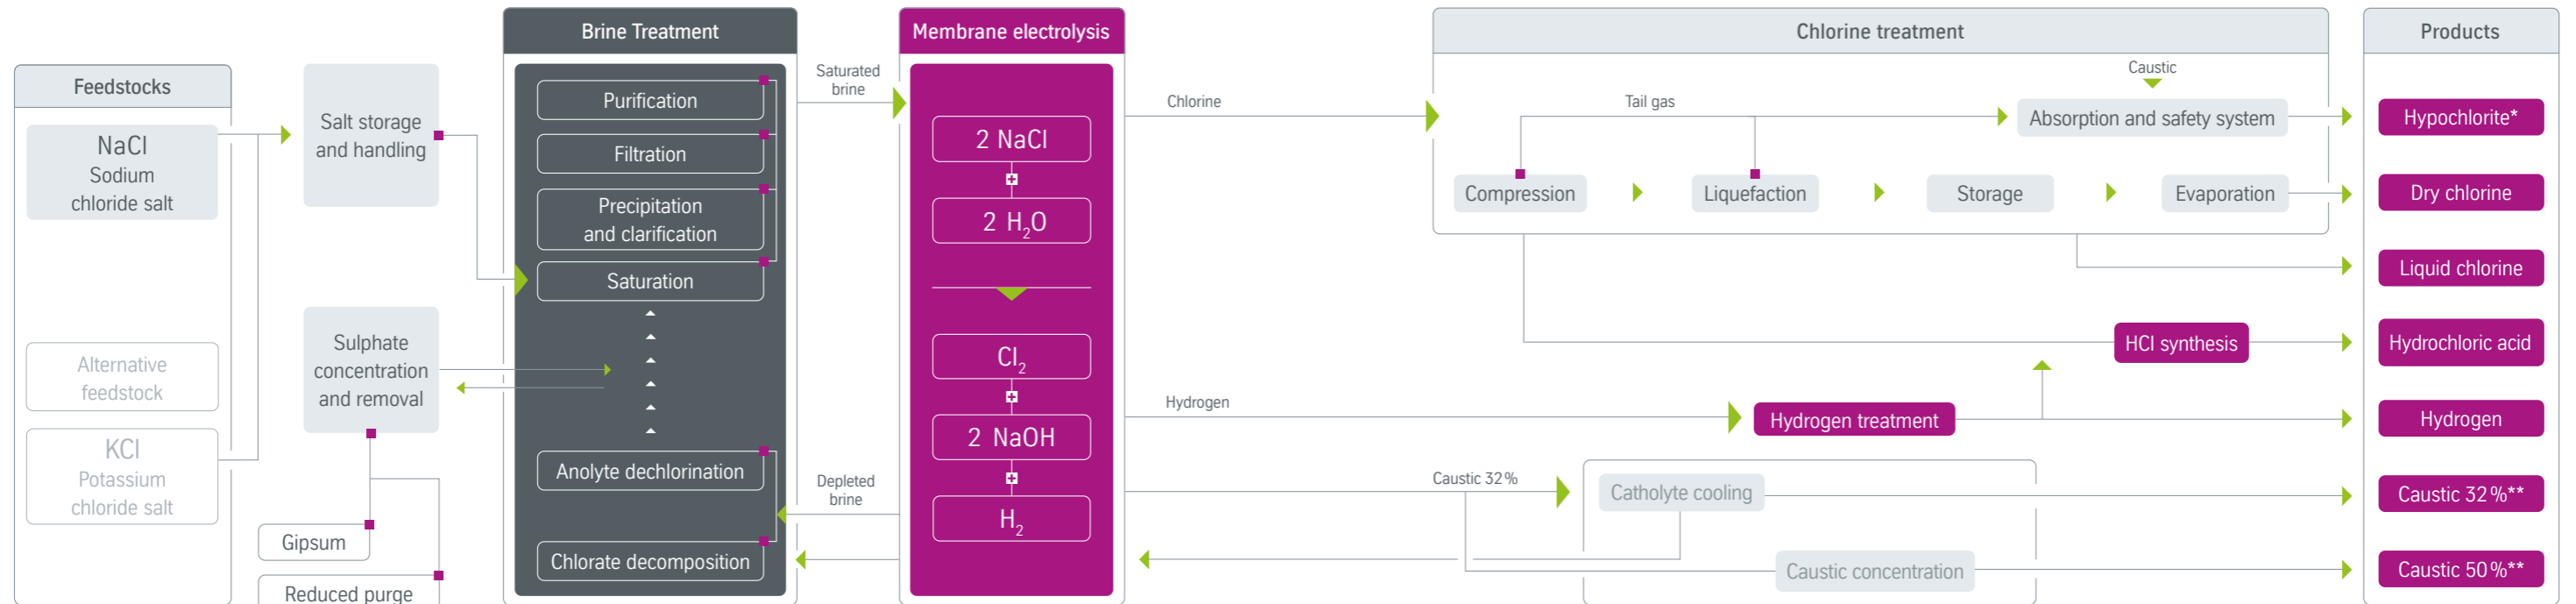 Feedstocks
NaCl
Sodium
chloride salt
Alternative
feedstock
KCl
Potassium
chloride salt
Salt storage
and handling
Sulphate
concentration
and removal
Gipsum
Reduced purge
Brine Treatment
Purification
Filtration
Precipitation
and clarification
Saturation
Anolyte dechlorination
Chlorate decomposition
Saturated
brine
Depleted
brine
Membrane electrolysis
2 NaCl
+
2 H₂O
Cl₂
+
2 NaOH
+
H₂
Chlorine
Hydrogen
Caustic 32 %
Chlorine treatment
Caustic
Tail gas
Absorption and safety system
Compression
Liquefaction
Storage
Evaporation
HCl synthesis
Hydrogen treatment
Catholyte cooling
Caustic concentration
Products
Hypochlorite*
Dry chlorine
Liquid chlorine
Hydrochloric acid
Hydrogen
Caustic 32 %**
Caustic 50 %**